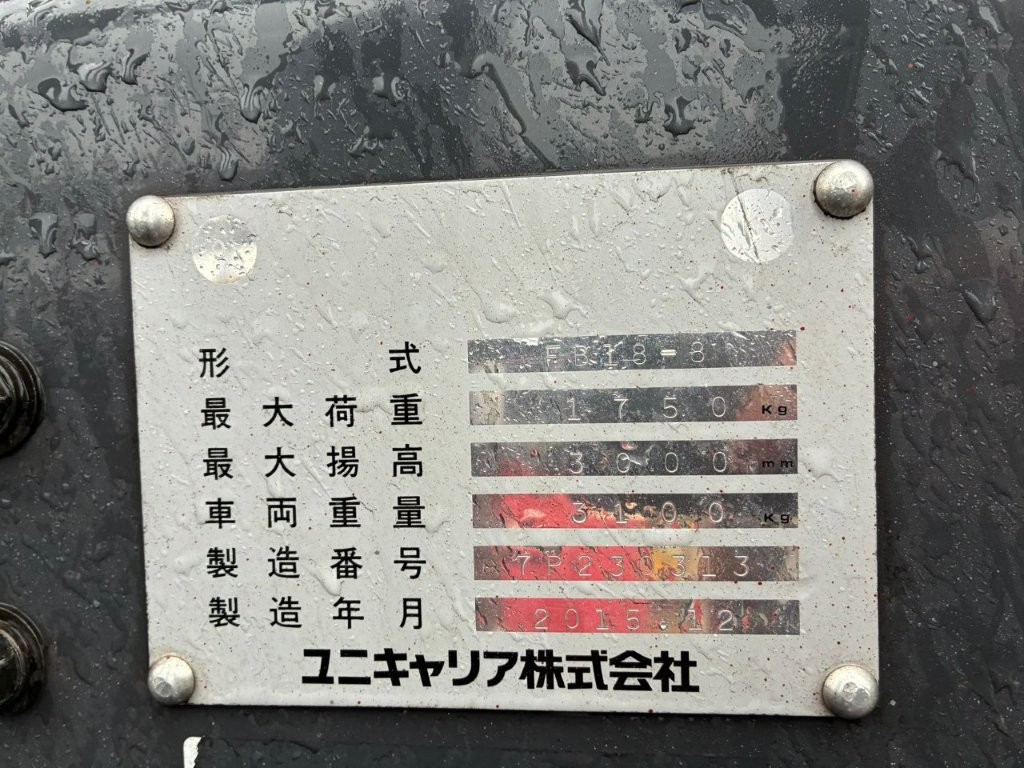 形式 FB18-8
最大荷重 1750 Kg
最大揚高 3000 mm
車両重量 3100 Kg
製造番号 7P230313
製造年月 2015.12
ユニキャリア株式会社